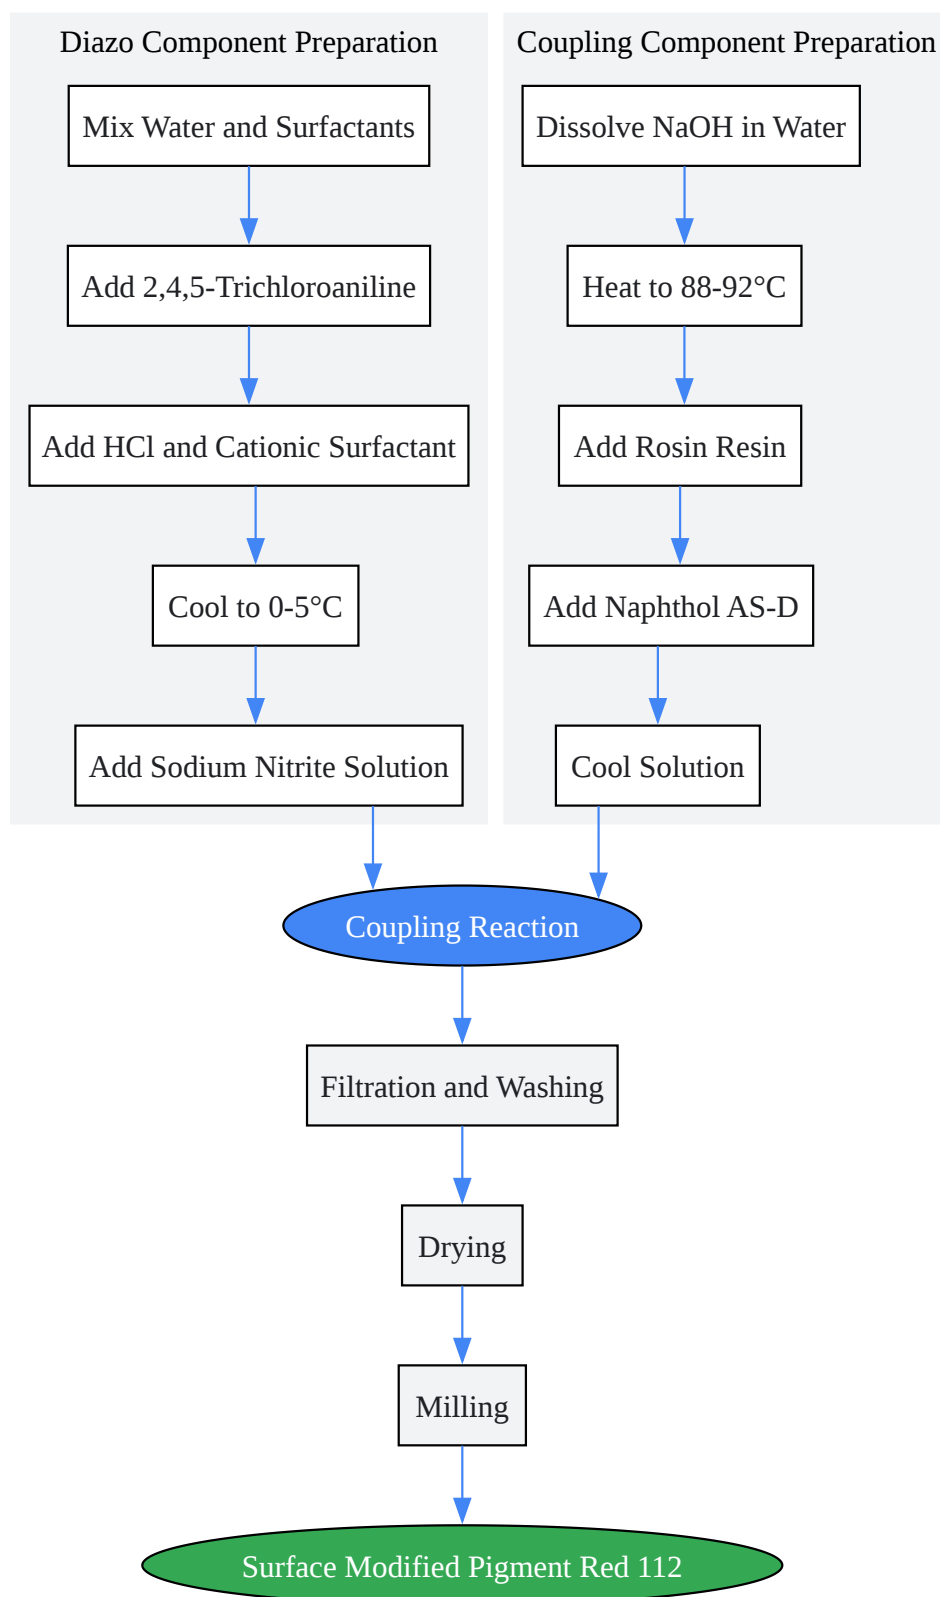 Diazo Component Preparation
Mix Water and Surfactants
Add 2,4,5-Trichloroaniline
Add HCl and Cationic Surfactant
Cool to 0-5°C
Add Sodium Nitrite Solution
Coupling Component Preparation
Dissolve NaOH in Water
Heat to 88-92°C
Add Rosin Resin
Add Naphthol AS-D
Cool Solution
Coupling Reaction
Filtration and Washing
Drying
Milling
Surface Modified Pigment Red 112